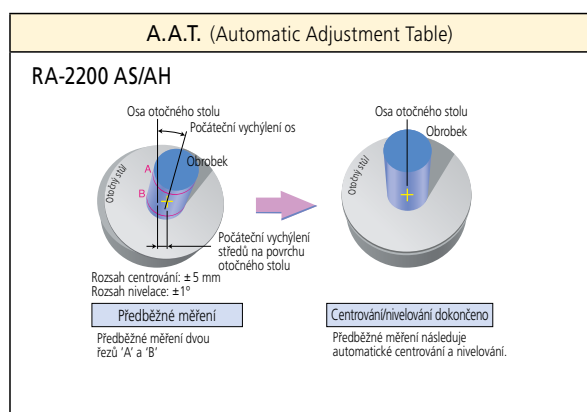 A.A.T. (Automatic Adjustment Table)
RA-2200 AS/AH
Osa otočného stolu
Počáteční vychýlení os
Obrobek
A
B
Otočný stůl
Počáteční vychýlení
středů na povrchu
otočného stolu
Rozsah centrování: ±5 mm
Rozsah nivelace: ±1º
Předběžné měření
Předběžné měření dvou
řezů 'A' a 'B'
Osa otočného stolu
Obrobek
Otočný stůl
Centrování/nivelování dokončeno
Předběžné měření následuje
automatické centrování a nivelování.